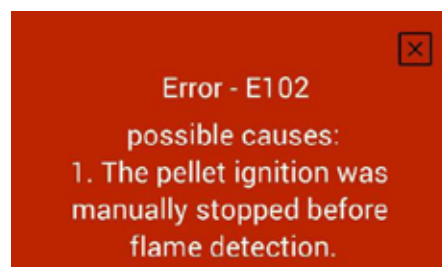 Error - E102
possible causes:
1. The pellet ignition was
manually stopped before
flame detection.